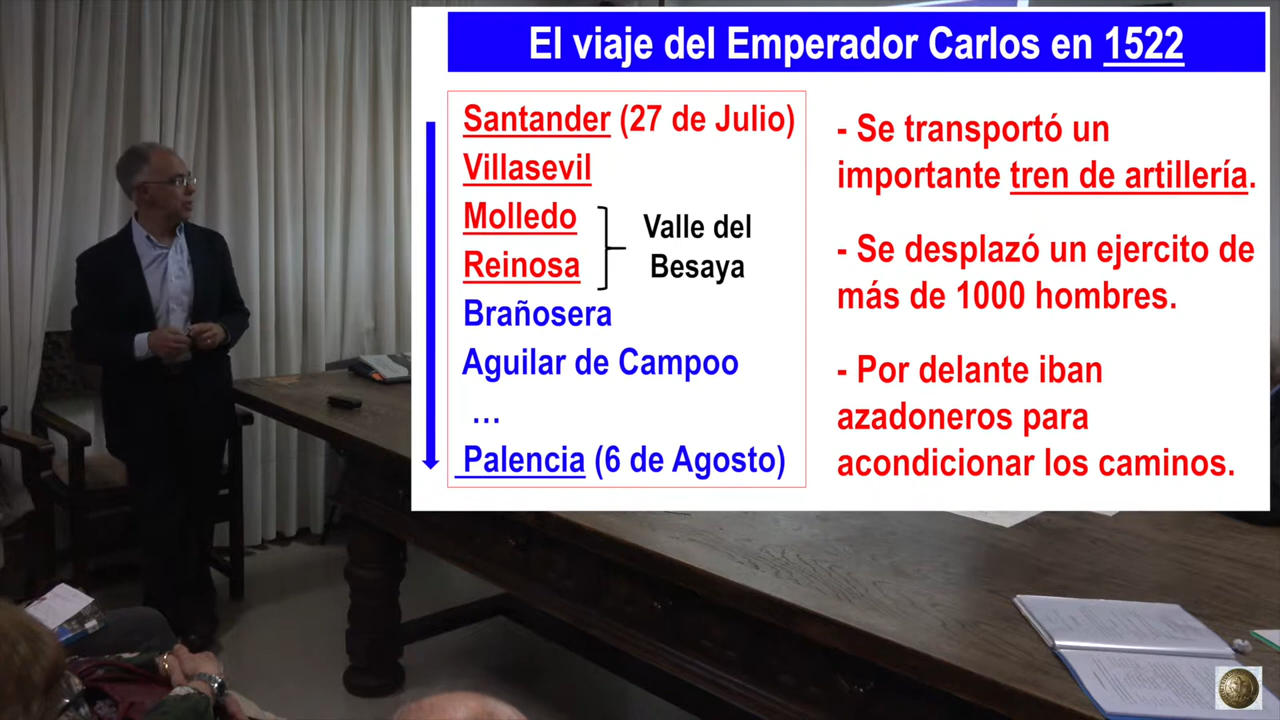 El viaje del Emperador Carlos en 1522
Santander (27 de Julio)
Villasevil
Molledo
Reinosa
Valle del
Besaya
Brañosera
Aguilar de Campoo
...
Palencia (6 de Agosto)
- Se transportó un
importante tren de artillería.
- Se desplazó un ejercito de
más de 1000 hombres.
- Por delante iban
azadoneros para
acondicionar los caminos.